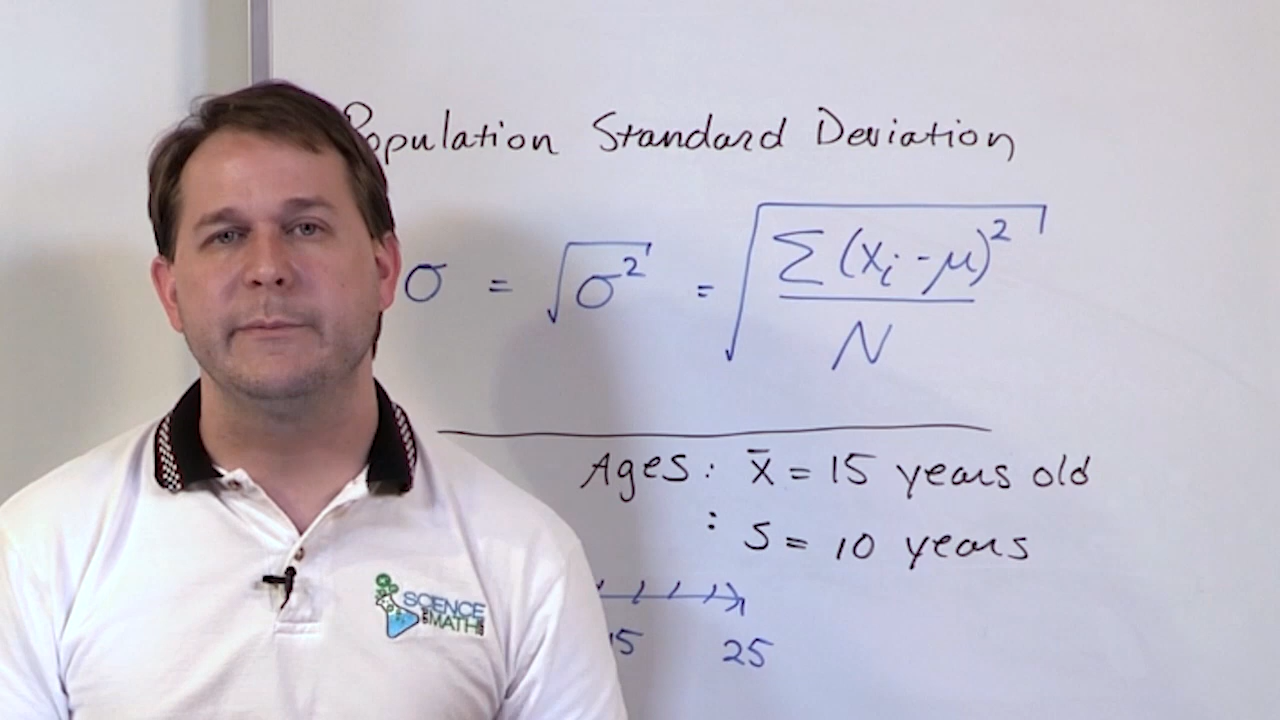 Population Standard Deviation
σ = √σ² = √(Σ(xᵢ - μ)² / N)
Ages: x̄ = 15 years old
: s = 10 years
15 25
SCIENCE
MATH